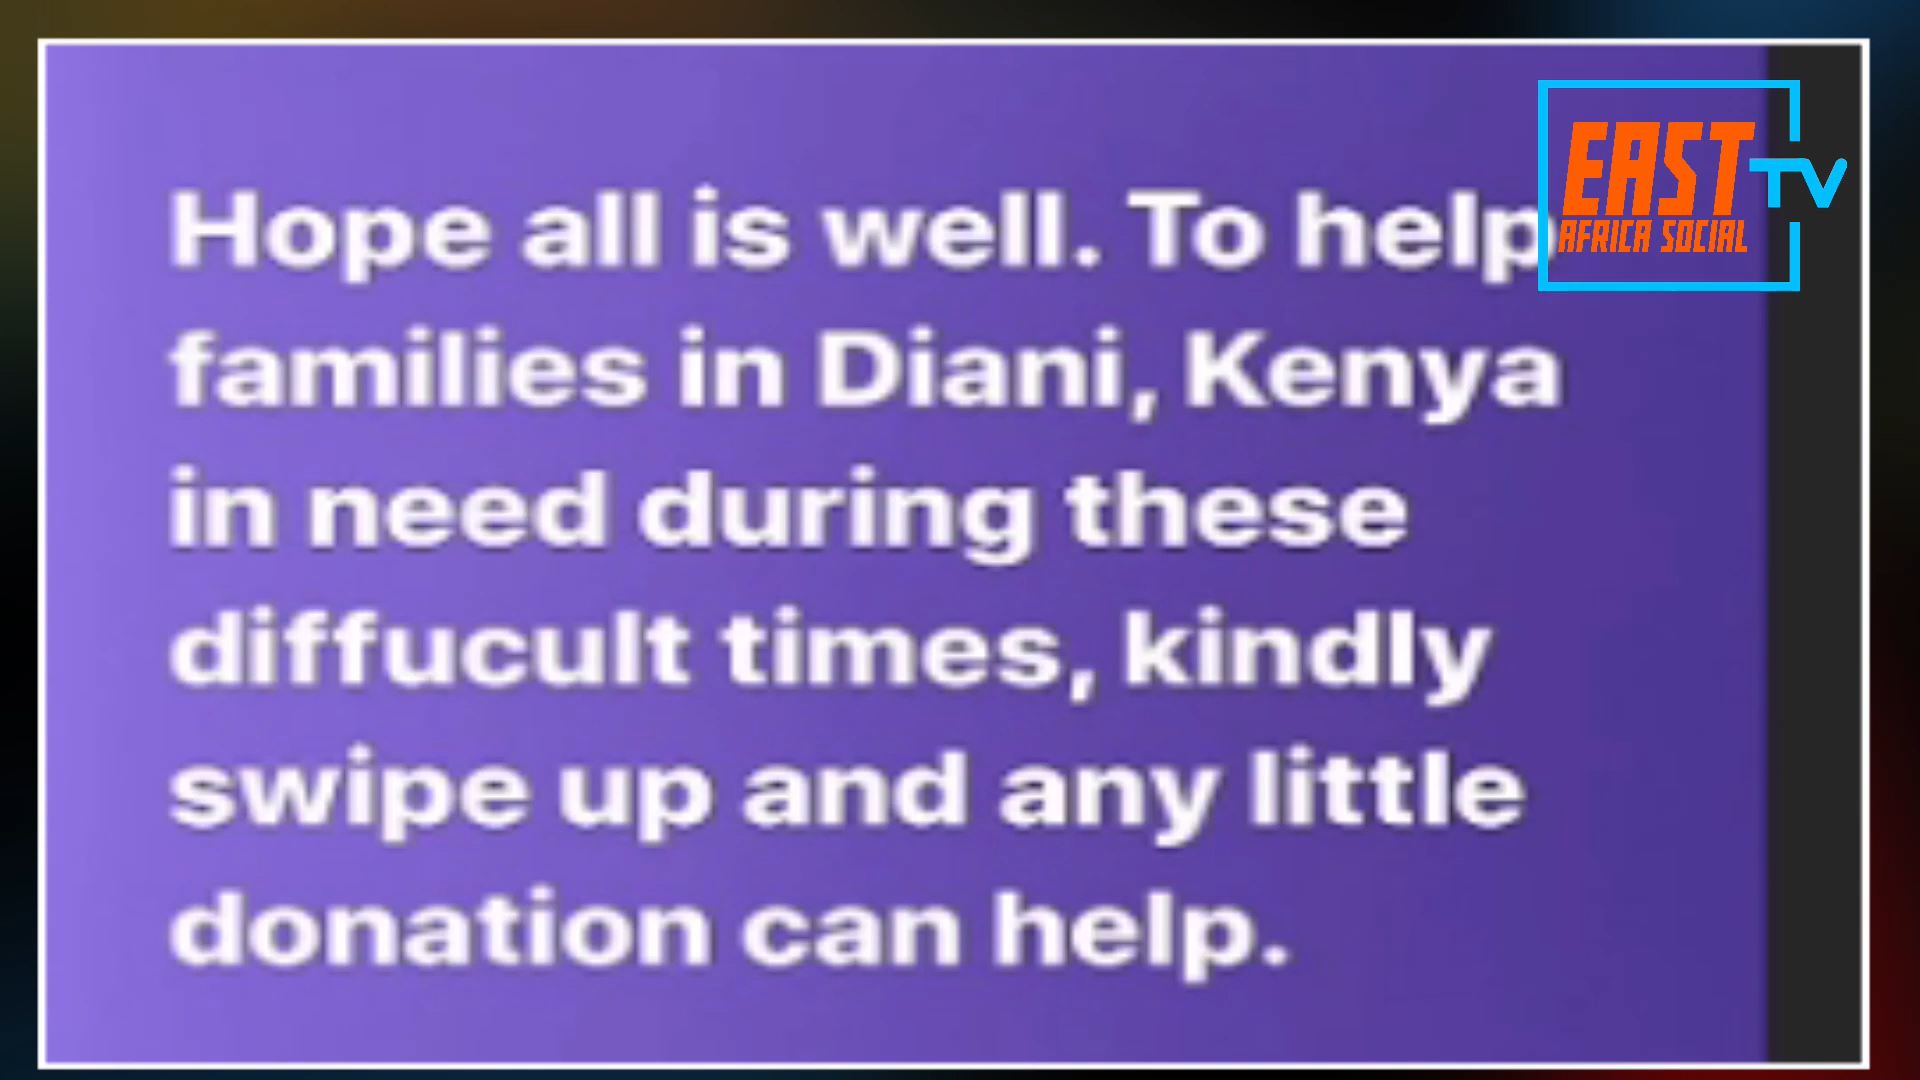 Hope all is well. To help
families in Diani, Kenya
in need during these
diffucult times, kindly
swipe up and any little
donation can help.
EAST
AFRICA SOCIAL
TV